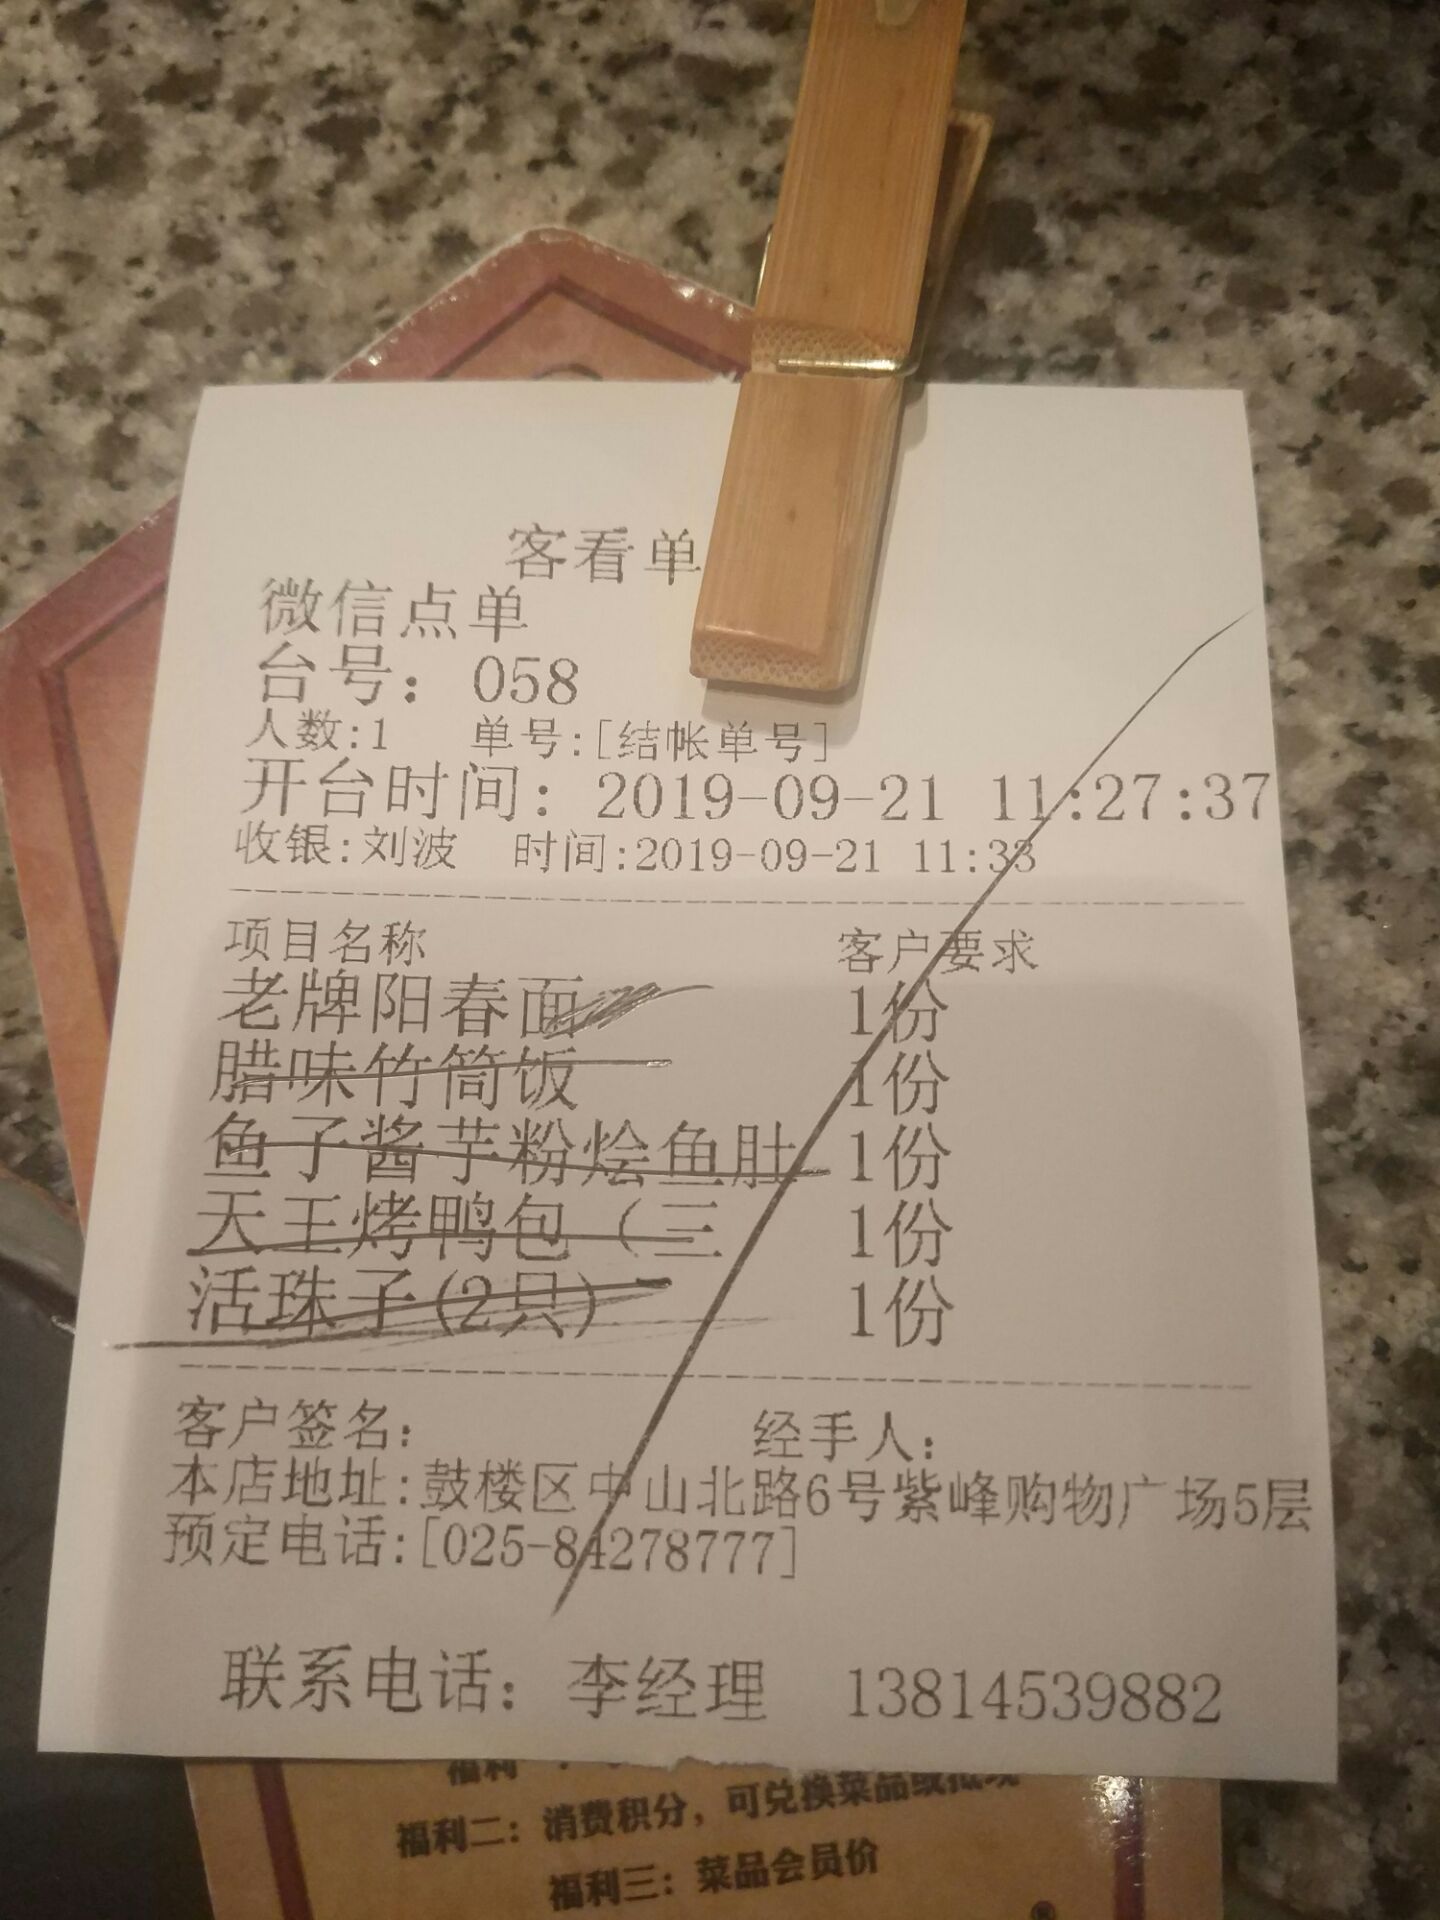 客看单
微信点单
台号：058
人数:1 单号:[结帐单号]
开台时间：2019-09-21 11:27:37
收银:刘波 时间:2019-09-21 11:33
项目名称 客户要求
老牌阳春面 1份
腊味竹筒饭 1份
鱼子酱芋粉烩鱼肚 1份
天王烤鸭包（三 1份
活珠子(2只) 1份
客户签名： 经手人：
本店地址:鼓楼区中山北路6号紫峰购物广场5层
预定电话:[025-84278777]
联系电话：李经理 13814539882
福利
福利二：消费积分，可兑换菜品或抵现
福利三：菜品会员价